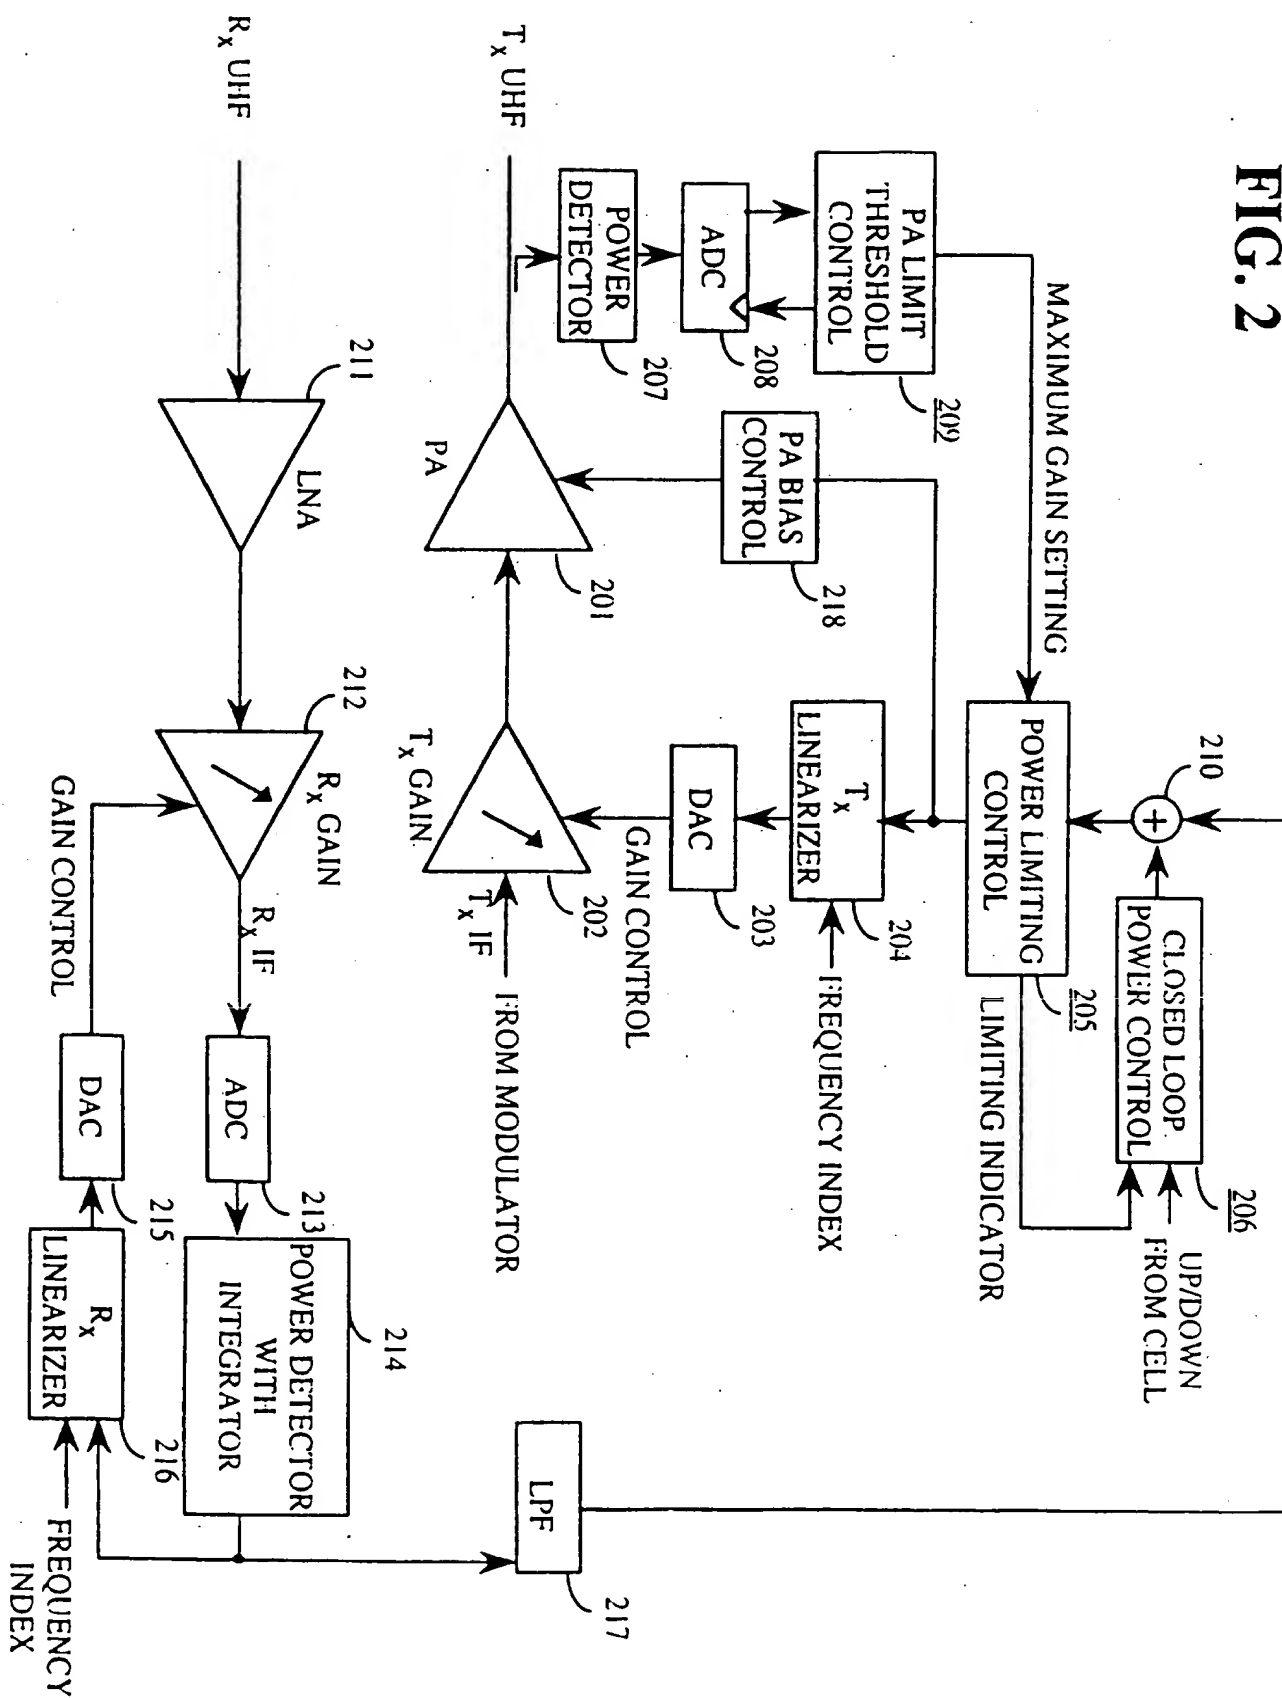 FIG. 2
MAXIMUM GAIN SETTING
PA LIMIT
THRESHOLD
CONTROL
209
ADC
208
POWER
DETECTOR
207
Tx UHF
PA BIAS
CONTROL
218
PA
201
210
+
CLOSED LOOP
POWER CONTROL
206
UP/DOWN
FROM CELL
POWER LIMITING
CONTROL
205
LIMITING INDICATOR
Tx
LINEARIZER
204
FREQUENCY INDEX
DAC
203
GAIN CONTROL
Tx GAIN
202
Tx IF
FROM MODULATOR
Rx UHF
211
LNA
212
Rx GAIN
Rx IF
ADC
213
POWER DETECTOR
WITH
INTEGRATOR
214
LPF
217
GAIN CONTROL
DAC
215
Rx
LINEARIZER
216
FREQUENCY
INDEX